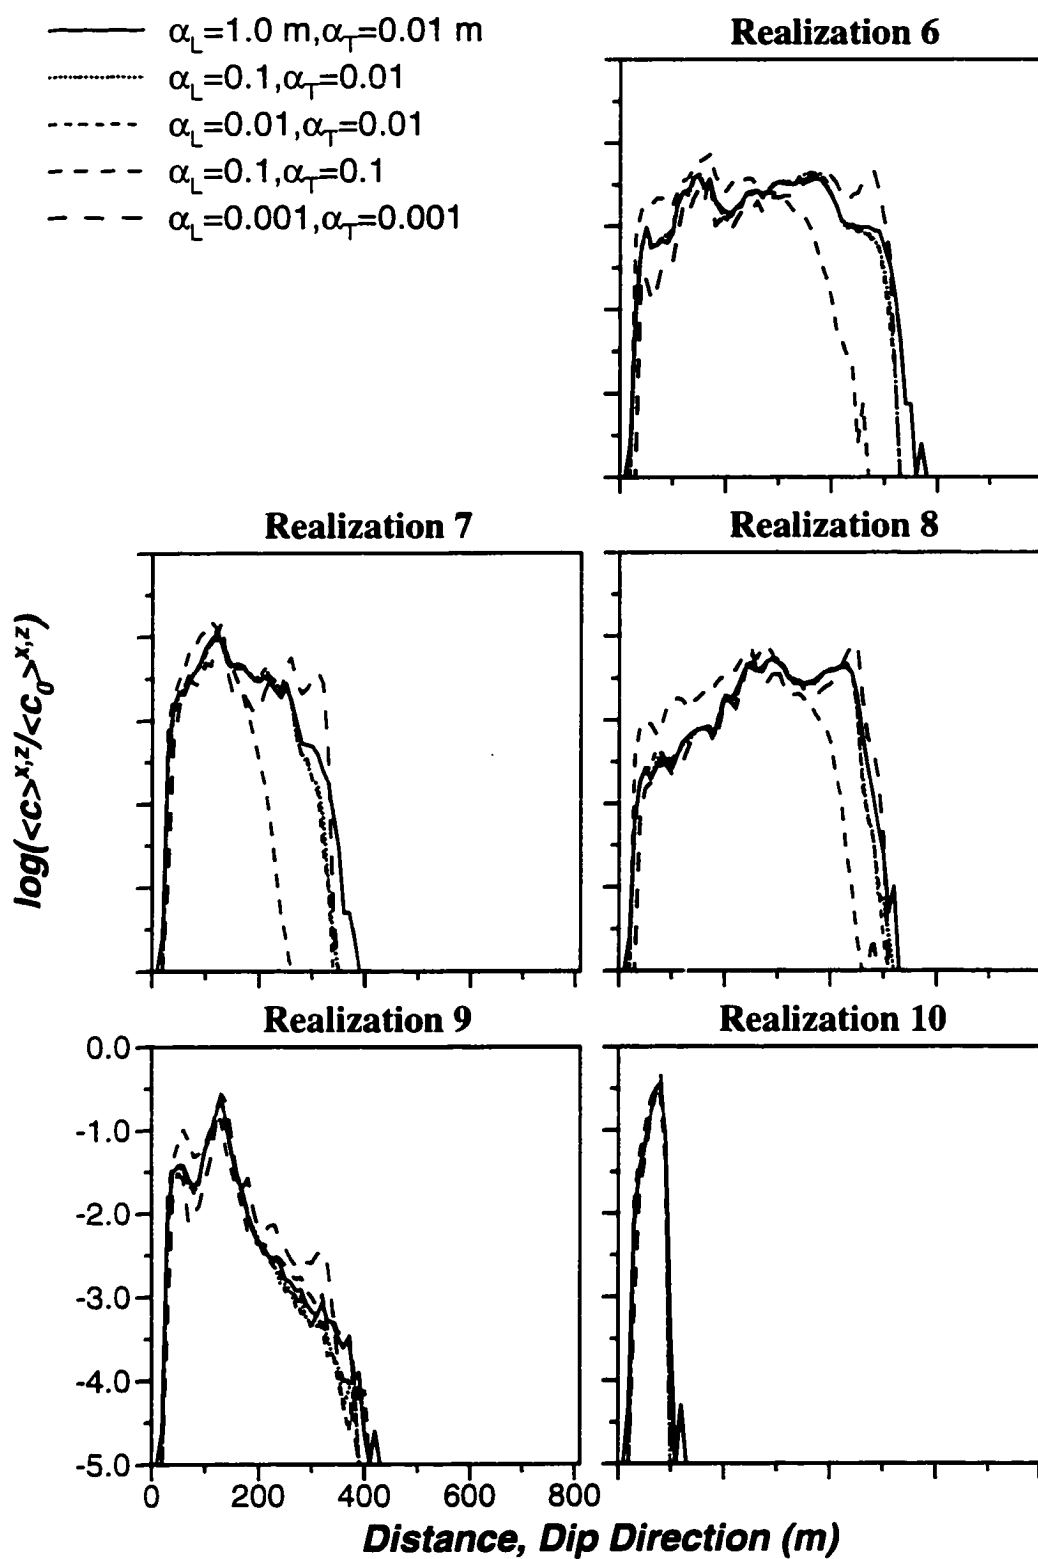 α_L=1.0 m,α_T=0.01 m
α_L=0.1,α_T=0.01
α_L=0.01,α_T=0.01
α_L=0.1,α_T=0.1
α_L=0.001,α_T=0.001
Realization 6
Realization 7
Realization 8
log(<c>^x,z/<c_0>^x,z)
Realization 9
Realization 10
0.0
-1.0
-2.0
-3.0
-4.0
-5.0
0 200 400 600 800
Distance, Dip Direction (m)